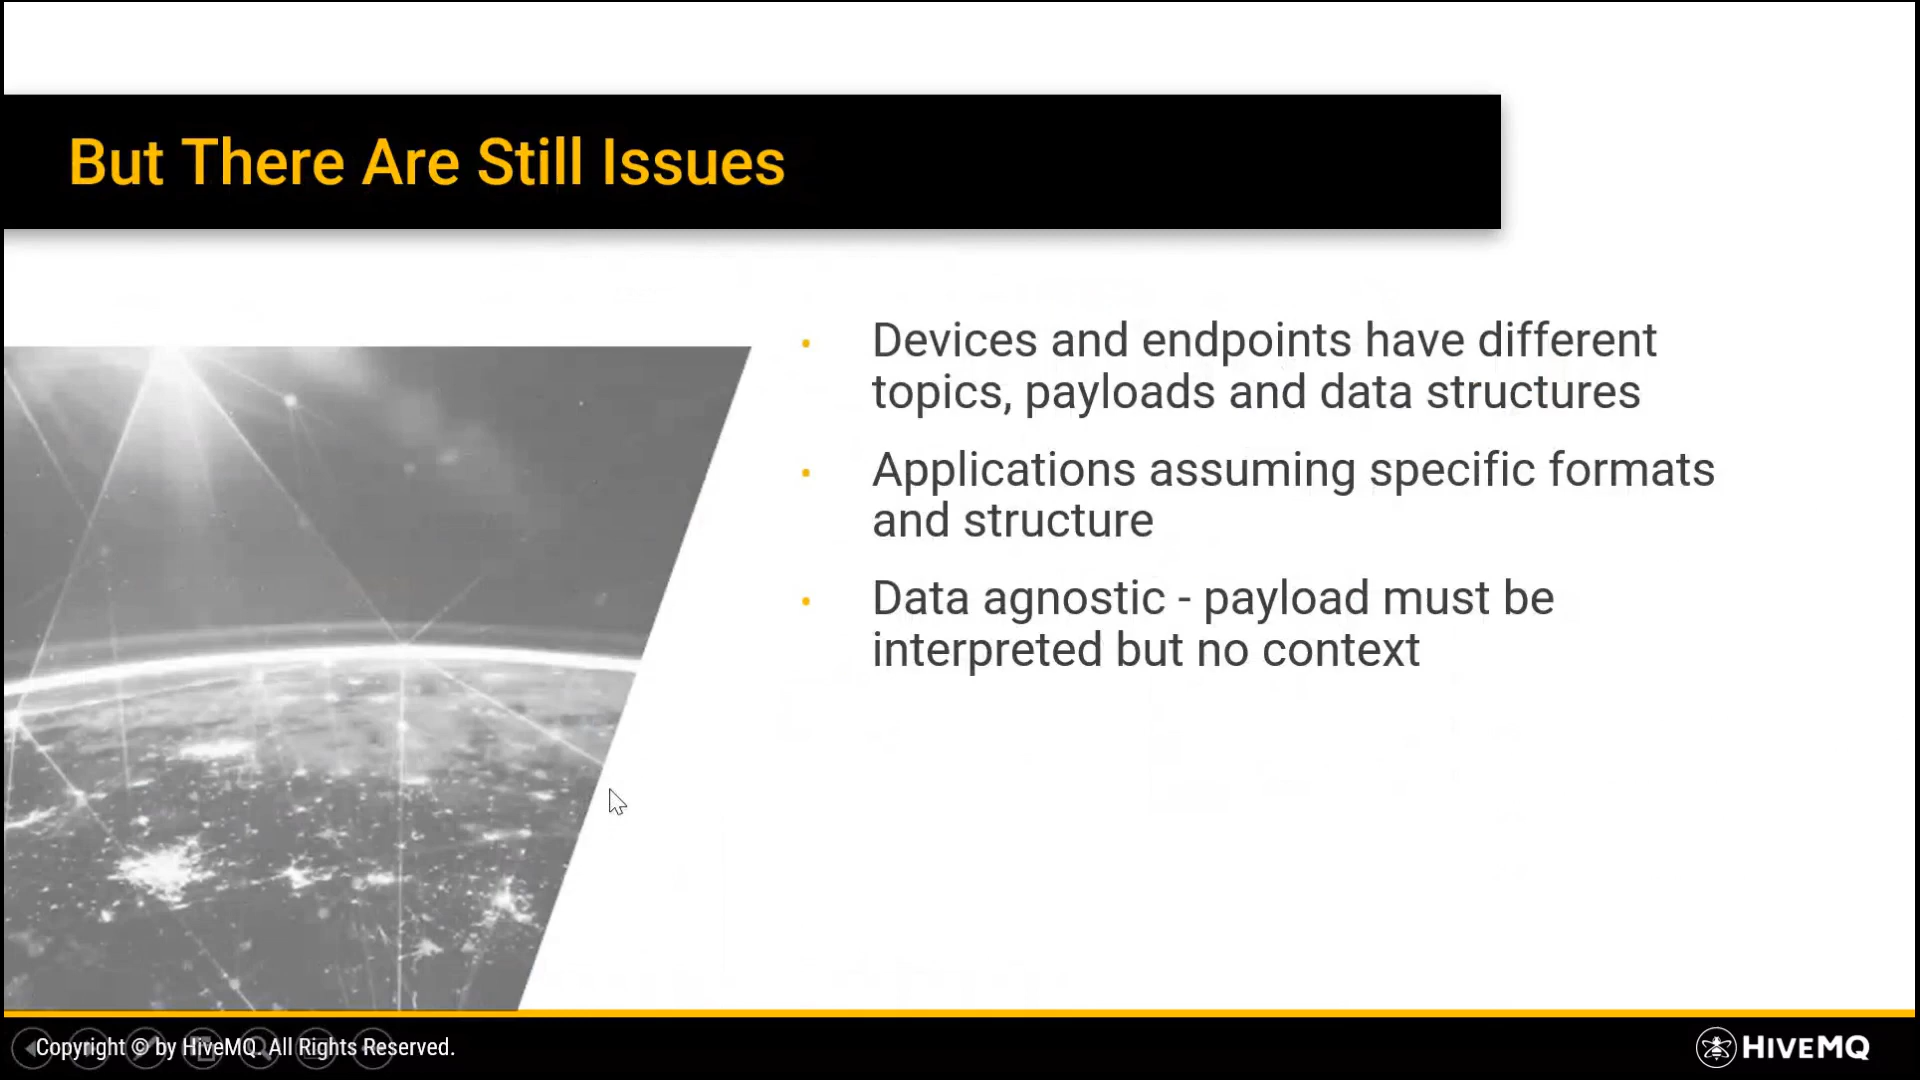 But There Are Still Issues
• Devices and endpoints have different
topics, payloads and data structures
• Applications assuming specific formats
and structure
• Data agnostic - payload must be
interpreted but no context
Copyright © by HiveMQ. All Rights Reserved.
HIVEMQ